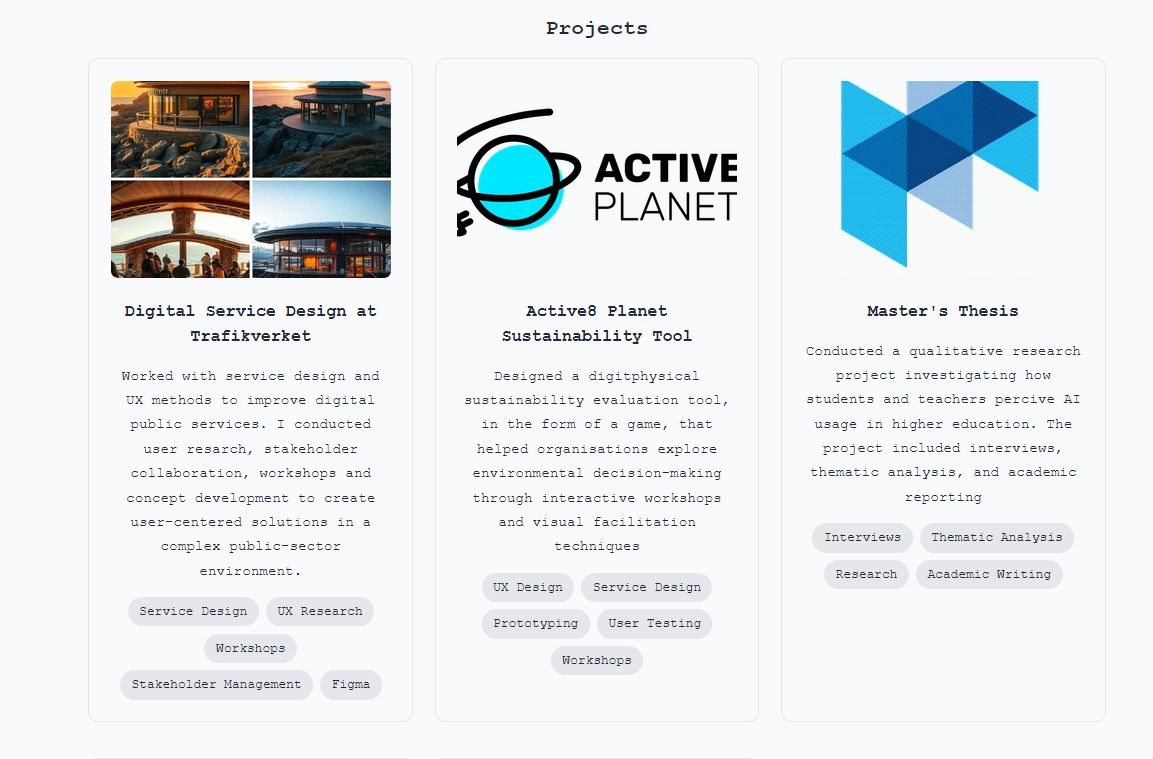 Projects
ACTIVE
PLANET
Digital Service Design at
Trafikverket
Worked with service design and
UX methods to improve digital
public services. I conducted
user resarch, stakeholder
collaboration, workshops and
concept development to create
user-centered solutions in a
complex public-sector
environment.
Service Design
UX Research
Workshops
Stakeholder Management
Figma
Active8 Planet
Sustainability Tool
Designed a digitphysical
sustainability evaluation tool,
in the form of a game, that
helped organisations explore
environmental decision-making
through interactive workshops
and visual facilitation
techniques
UX Design
Service Design
Prototyping
User Testing
Workshops
Master's Thesis
Conducted a qualitative research
project investigating how
students and teachers percive AI
usage in higher education. The
project included interviews,
thematic analysis, and academic
reporting
Interviews
Thematic Analysis
Research
Academic Writing